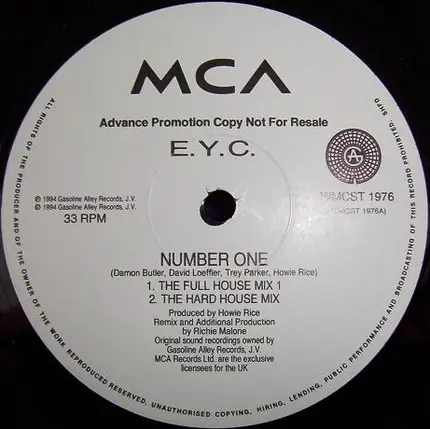 MCA
Advance Promotion Copy Not For Resale
E.Y.C.
℗ 1994 Gasoline Alley Records, J.V.
© 1994 Gasoline Alley Records, J.V.
33 RPM
WMCST 1976
(WMCST 1976A)
NUMBER ONE
(Damon Butler, David Loeffler, Trey Parker, Howie Rice)
1. THE FULL HOUSE MIX 1
2. THE HARD HOUSE MIX
Produced by Howie Rice
Remix and Additional Production
by Richie Malone
Original sound recordings owned by
Gasoline Alley Records, J.V.
MCA Records Ltd. are the exclusive
licensees for the UK
ALL RIGHTS OF THE PRODUCER AND OF THE OWNER OF THE WORK REPRODUCED RESERVED. UNAUTHORISED COPYING, HIRING, LENDING, PUBLIC PERFORMANCE AND BROADCASTING OF THIS RECORD PROHIBITED.